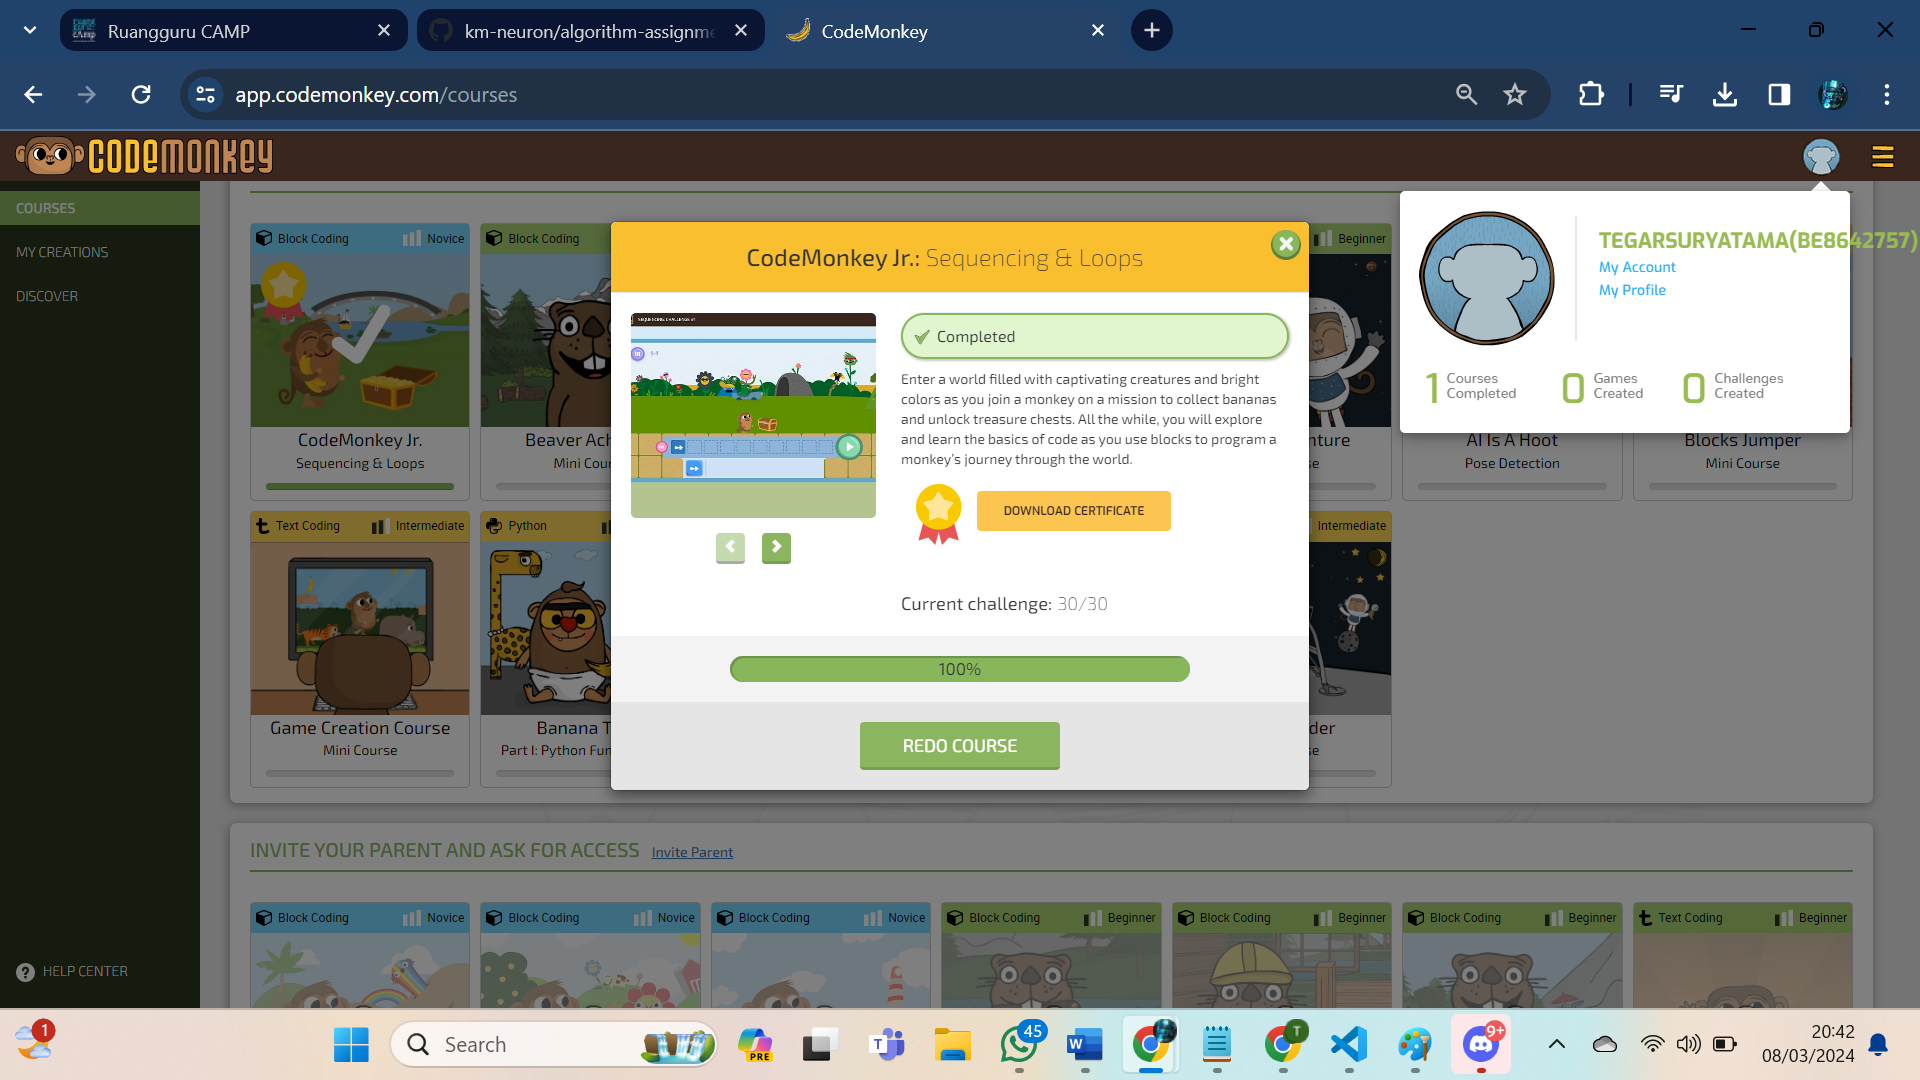 Ruangguru CAMP
km-neuron/algorithm-assignme
CodeMonkey
app.codemonkey.com/courses
CODEMONKEY
COURSES
MY CREATIONS
DISCOVER
HELP CENTER
TEGARSURYATAMA(BE8642757)
My Account
My Profile
1 Courses Completed
0 Games Created
0 Challenges Created
Block Coding Novice
CodeMonkey Jr.
Sequencing & Loops
Block Coding
Beaver Ach
Mini Cour
Beginner
nture
se
AI Is A Hoot
Pose Detection
Blocks Jumper
Mini Course
CodeMonkey Jr.: Sequencing & Loops
SEQUENCING CHALLENGE #1
Completed
Enter a world filled with captivating creatures and bright
colors as you join a monkey on a mission to collect bananas
and unlock treasure chests. All the while, you will explore
and learn the basics of code as you use blocks to program a
monkey's journey through the world.
DOWNLOAD CERTIFICATE
Current challenge: 30/30
100%
REDO COURSE
Text Coding Intermediate
Game Creation Course
Mini Course
Python
Banana T
Part I: Python Fun
Intermediate
der
se
INVITE YOUR PARENT AND ASK FOR ACCESS Invite Parent
Block Coding Novice
Block Coding Novice
Block Coding Novice
Block Coding Beginner
Block Coding Beginner
Block Coding Beginner
Text Coding Beginner
1
Search
PRE
T
45
W
T
9+
20:42
08/03/2024